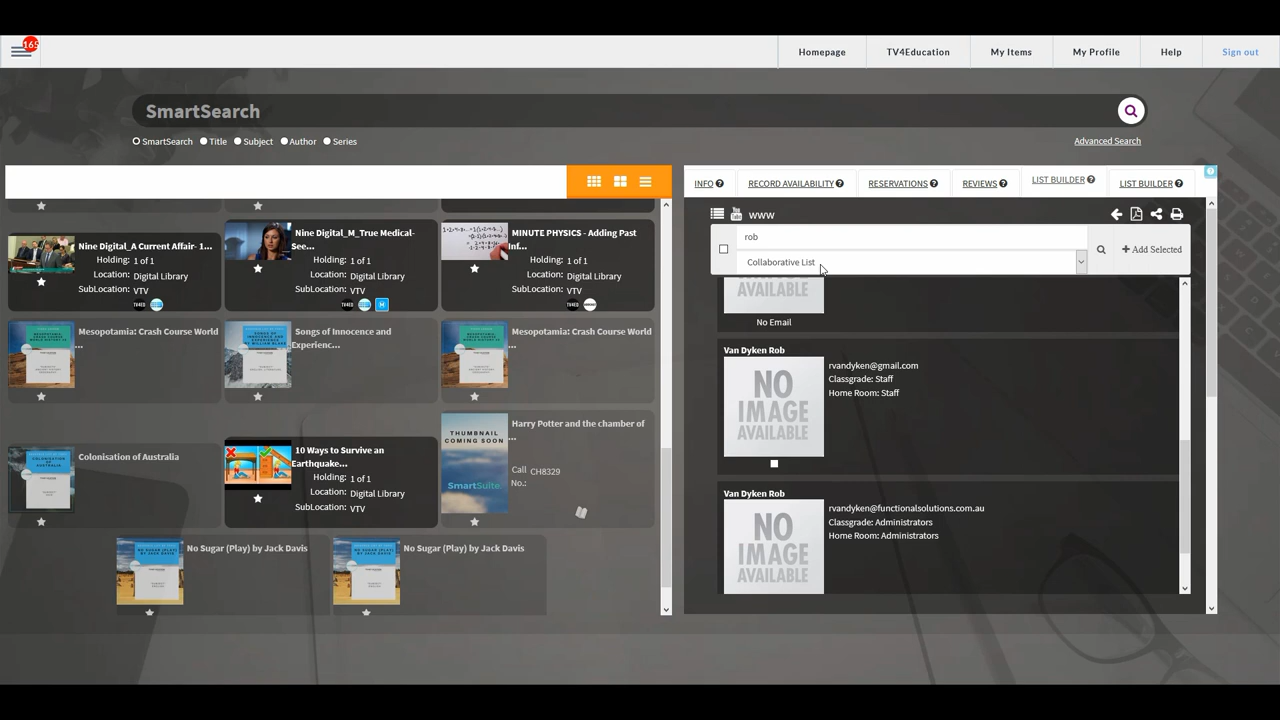 165
Homepage
TV4Education
My Items
My Profile
Help
Sign out
SmartSearch
SmartSearch Title Subject Author Series
Advanced Search
INFO
RECORD AVAILABILITY
RESERVATIONS
REVIEWS
LIST BUILDER
LIST BUILDER
www
rob
Collaborative List
Add Selected
Nine Digital_A Current Affair- 1...
Holding: 1 of 1
Location: Digital Library
SubLocation: VTV
Nine Digital_M_True Medical-
See...
Holding: 1 of 1
Location: Digital Library
SubLocation: VTV
MINUTE PHYSICS - Adding Past
Inf...
Holding: 1 of 1
Location: Digital Library
SubLocation: VTV
Mesopotamia: Crash Course World
...
Songs of Innocence and
Experienc...
Mesopotamia: Crash Course World
...
Colonisation of Australia
10 Ways to Survive an
Earthquake...
Holding: 1 of 1
Location: Digital Library
SubLocation: VTV
THUMBNAIL
COMING SOON
SmartSuite
Harry Potter and the chamber of
...
Call
No.: CH8329
No Sugar (Play) by Jack Davis
No Sugar (Play) by Jack Davis
AVAILABLE
No Email
Van Dyken Rob
NO
IMAGE
AVAILABLE
rvandyken@gmail.com
Classgrade: Staff
Home Room: Staff
Van Dyken Rob
NO
IMAGE
AVAILABLE
rvandyken@functionalsolutions.com.au
Classgrade: Administrators
Home Room: Administrators